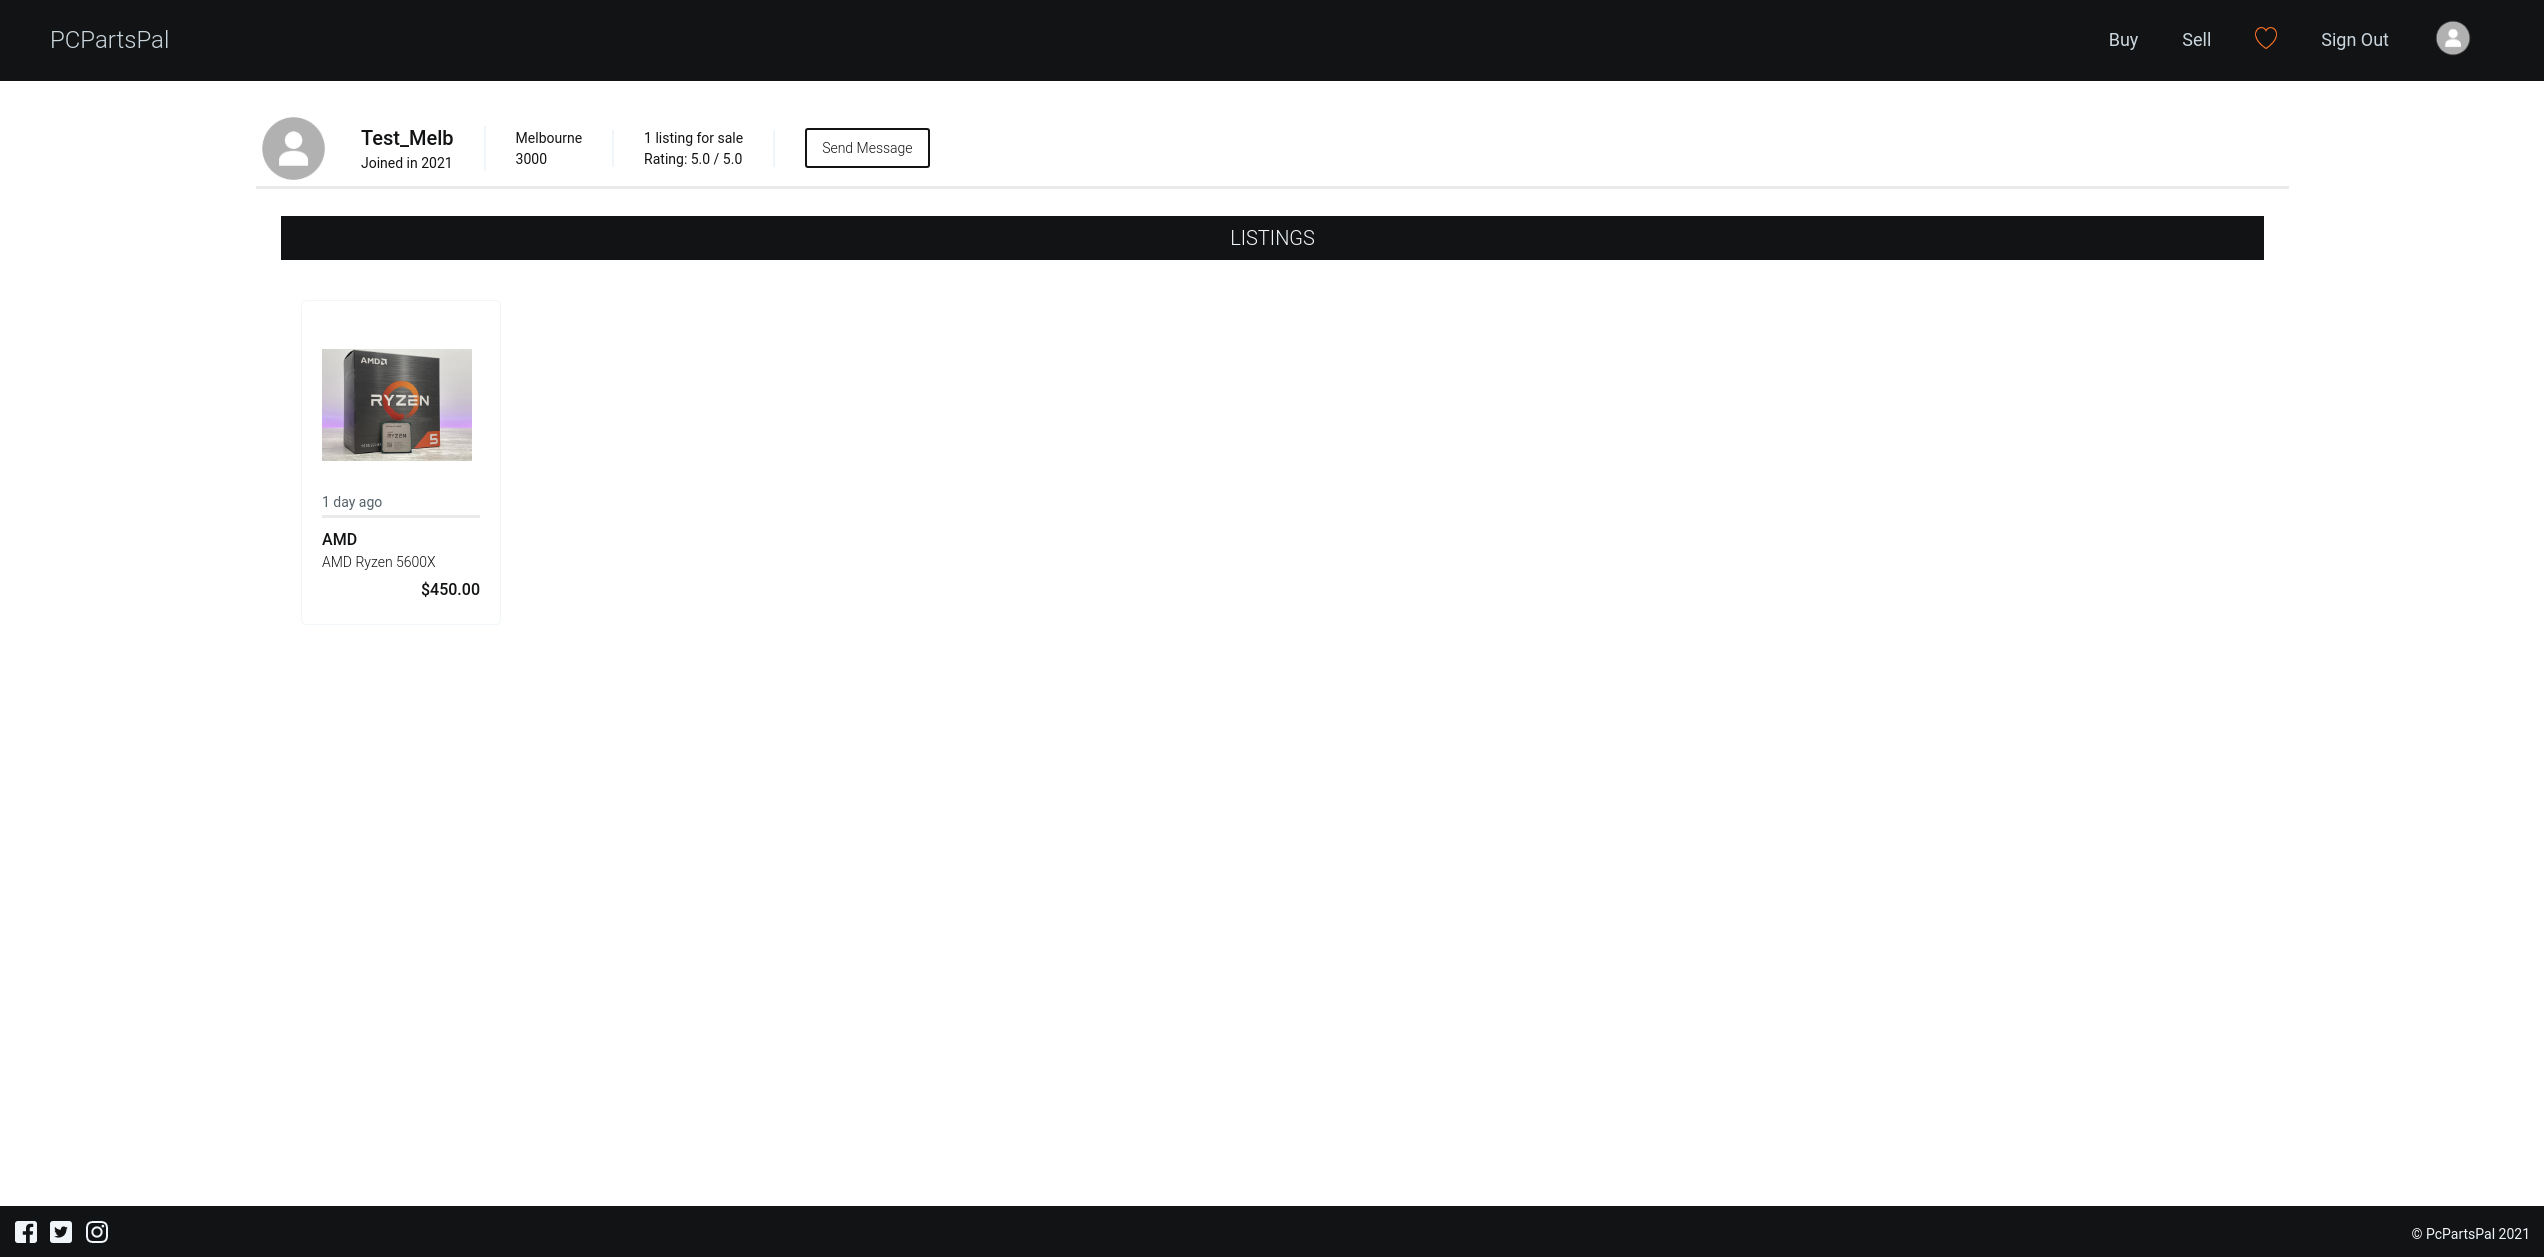 PCPartsPal
Buy
Sell
Sign Out
Test_Melb
Joined in 2021
Melbourne
3000
1 listing for sale
Rating: 5.0 / 5.0
Send Message
LISTINGS
AMD
RYZEN
RYZEN
5
1 day ago
AMD
AMD Ryzen 5600X
$450.00
© PcPartsPal 2021